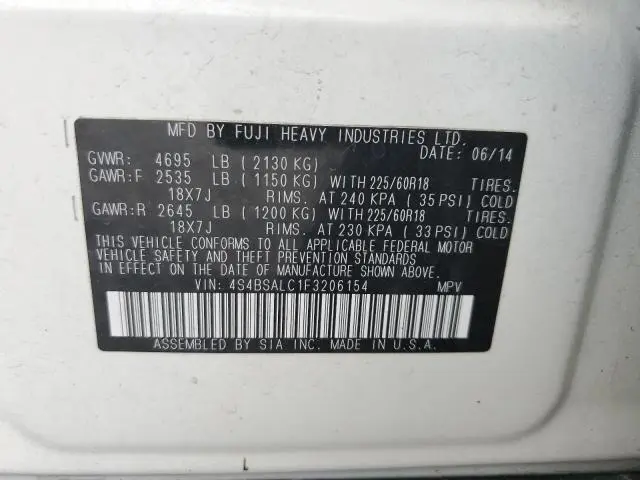 MFD BY FUJI HEAVY INDUSTRIES LTD.
DATE: 06/14
GVWR: 4695 LB (2130 KG)
GAWR:F 2535 LB (1150 KG) WITH 225/60R18 TIRES.
18X7J RIMS. AT 240 KPA (35 PSI) COLD
GAWR:R 2645 LB (1200 KG) WITH 225/60R18 TIRES.
18X7J RIMS. AT 230 KPA (33 PSI) COLD
THIS VEHICLE CONFORMS TO ALL APPLICABLE FEDERAL MOTOR
VEHICLE SAFETY AND THEFT PREVENTION STANDARDS
IN EFFECT ON THE DATE OF MANUFACTURE SHOWN ABOVE.
VIN: 4S4BSALC1F3206154 MPV
ASSEMBLED BY SIA INC. MADE IN U.S.A.